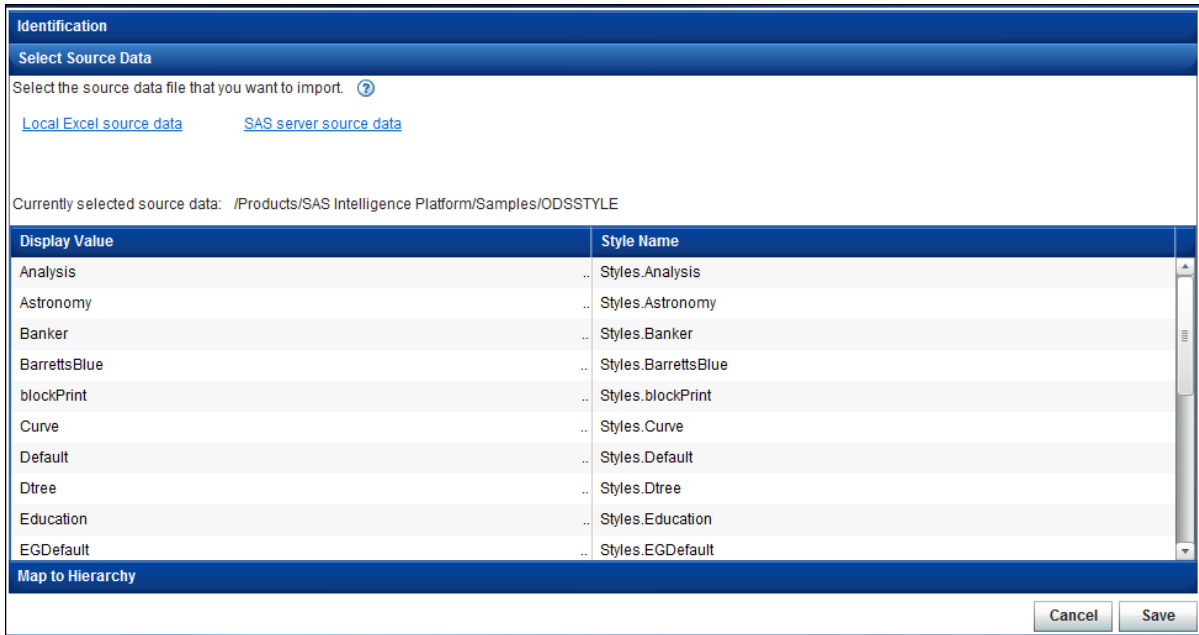 Identification
Select Source Data
Select the source data file that you want to import. ?
Local Excel source data SAS server source data
Currently selected source data: /Products/SAS Intelligence Platform/Samples/ODSSTYLE
Display Value Style Name
Analysis .. Styles.Analysis
Astronomy .. Styles.Astronomy
Banker .. Styles.Banker
BarrettsBlue .. Styles.BarrettsBlue
blockPrint .. Styles.blockPrint
Curve .. Styles.Curve
Default .. Styles.Default
Dtree .. Styles.Dtree
Education .. Styles.Education
EGDefault .. Styles.EGDefault
Map to Hierarchy
Cancel Save